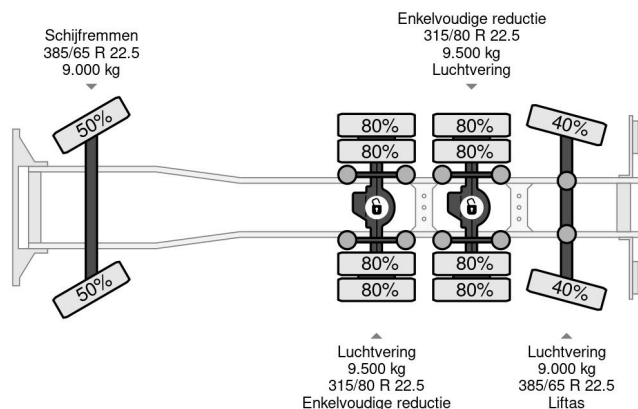 Schijfremmen
385/65 R 22.5
9.000 kg
Enkelvoudige reductie
315/80 R 22.5
9.500 kg
Luchtvering
50%
80%
80%
40%
80%
80%
50%
80%
80%
40%
80%
80%
Luchtvering
9.500 kg
315/80 R 22.5
Enkelvoudige reductie
Luchtvering
9.000 kg
385/65 R 22.5
Liftas